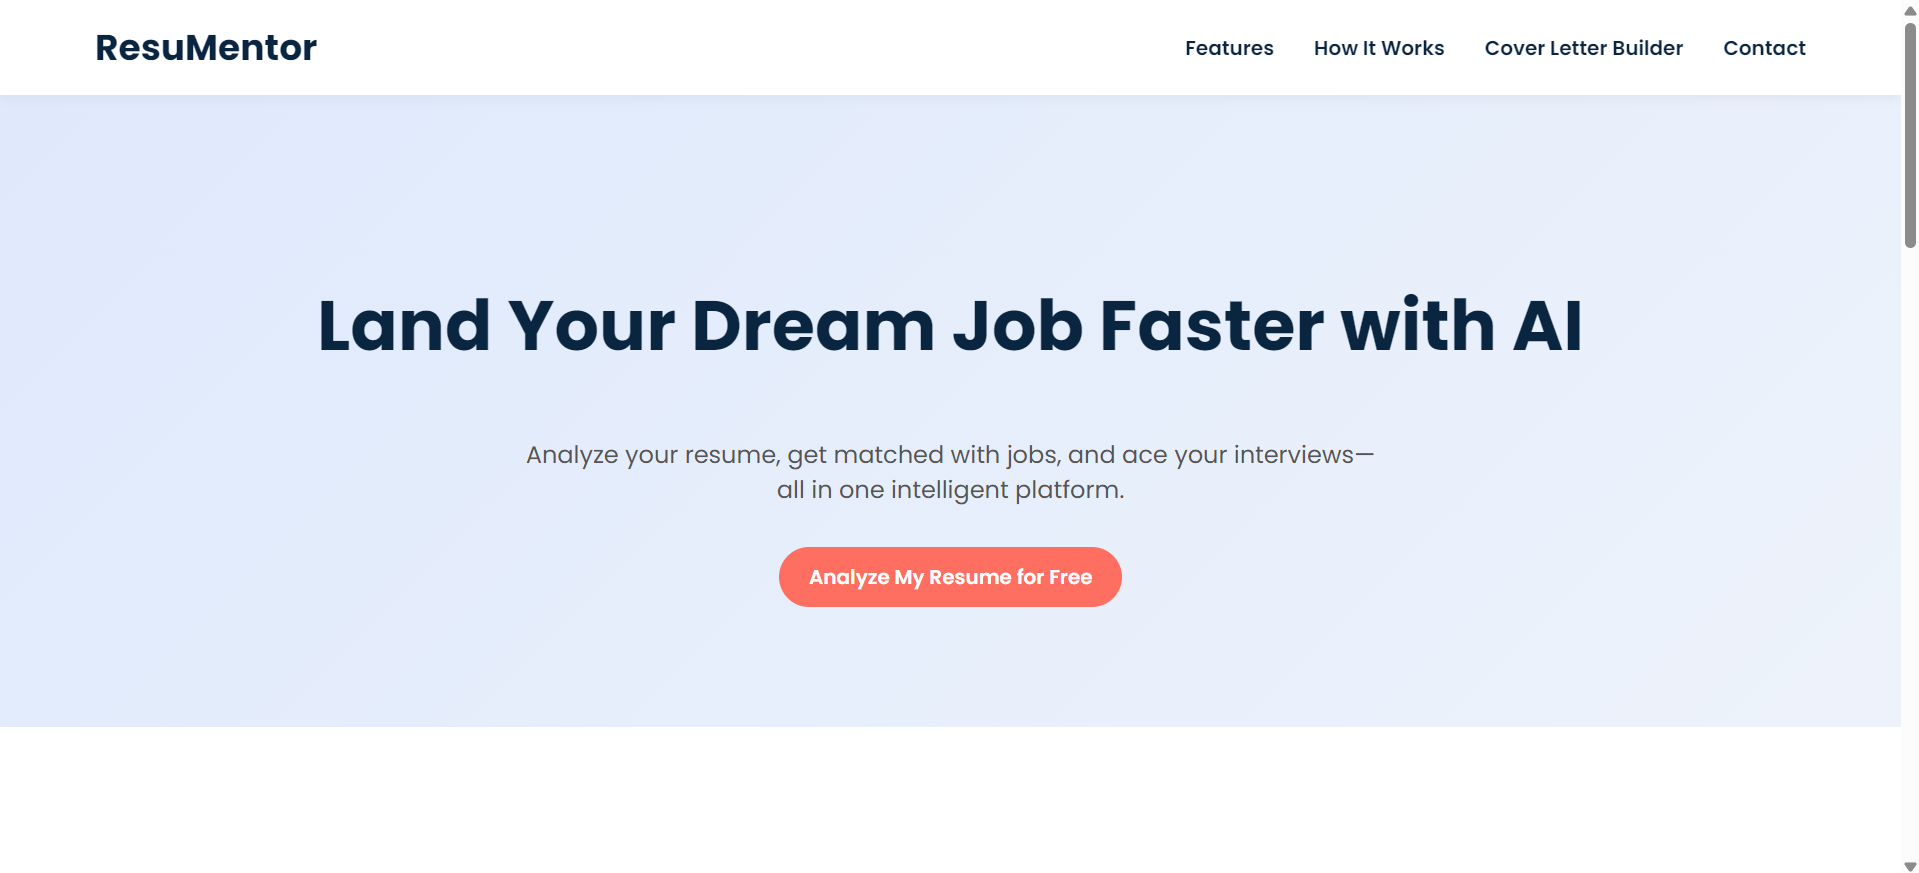 ResuMentor
Features
How It Works
Cover Letter Builder
Contact
Land Your Dream Job Faster with AI
Analyze your resume, get matched with jobs, and ace your interviews—
all in one intelligent platform.
Analyze My Resume for Free